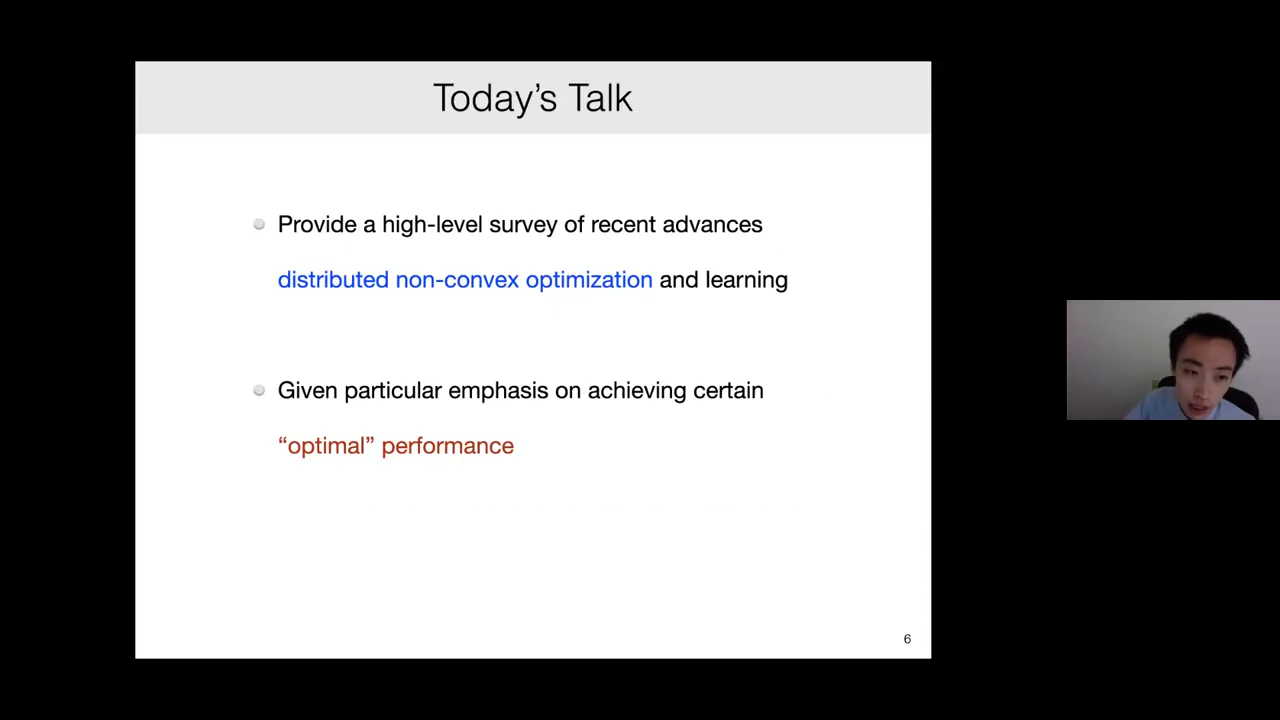 Today’s Talk
Provide a high-level survey of recent advances
distributed non-convex optimization and learning
Given particular emphasis on achieving certain
“optimal” performance
6